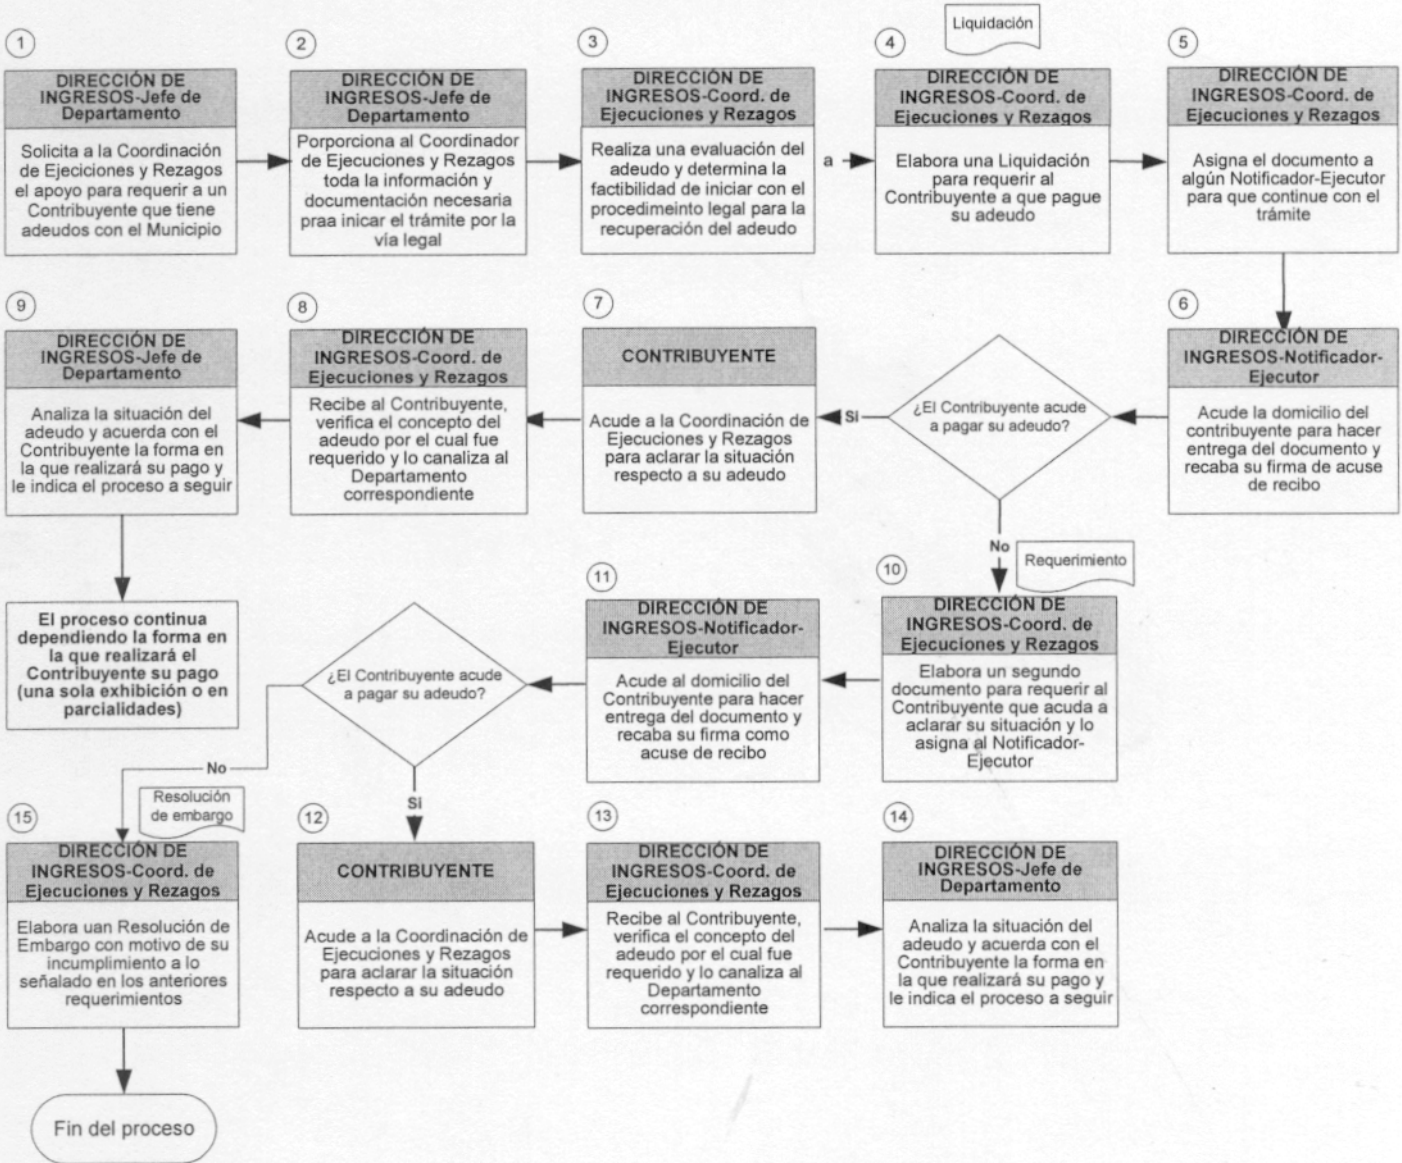 Liquidación
1
DIRECCIÓN DE
INGRESOS-Jefe de
Departamento
Solicita a la Coordinación
de Ejeciciones y Rezagos
el apoyo para requerir a un
Contribuyente que tiene
adeudos con el Municipio
2
DIRECCIÓN DE
INGRESOS-Jefe de
Departamento
Porporciona al Coordinador
de Ejecuciones y Rezagos
toda la información y
documentación necesaria
praa inicar el trámite por la
vía legal
3
DIRECCIÓN DE
INGRESOS-Coord. de
Ejecuciones y Rezagos
Realiza una evaluación del
adeudo y determina la
factibilidad de iniciar con el
procedimeinto legal para la
recuperación del adeudo
a
4
DIRECCIÓN DE
INGRESOS-Coord. de
Ejecuciones y Rezagos
Elabora una Liquidación
para requerir al
Contribuyente a que pague
su adeudo
5
DIRECCIÓN DE
INGRESOS-Coord. de
Ejecuciones y Rezagos
Asigna el documento a
algún Notificador-Ejecutor
para que continue con el
trámite
6
DIRECCIÓN DE
INGRESOS-Notificador-
Ejecutor
Acude la domicilio del
contribuyente para hacer
entrega del documento y
recaba su firma de acuse
de recibo
¿El Contribuyente acude
a pagar su adeudo?
Si
No
7
CONTRIBUYENTE
Acude a la Coordinación de
Ejecuciones y Rezagos
para aclarar la situación
respecto a su adeudo
8
DIRECCIÓN DE
INGRESOS-Coord. de
Ejecuciones y Rezagos
Recibe al Contribuyente,
verifica el concepto del
adeudo por el cual fue
requerido y lo canaliza al
Departamento
correspondiente
9
DIRECCIÓN DE
INGRESOS-Jefe de
Departamento
Analiza la situación del
adeudo y acuerda con el
Contribuyente la forma en
la que realizará su pago y
le indica el proceso a seguir
El proceso continua
dependiendo la forma en
la que realizará el
Contribuyente su pago
(una sola exhibición o en
parcialidades)
Requerimiento
10
DIRECCIÓN DE
INGRESOS-Coord. de
Ejecuciones y Rezagos
Elabora un segundo
documento para requerir al
Contribuyente que acuda a
aclarar su situación y lo
asigna al Notificador-
Ejecutor
11
DIRECCIÓN DE
INGRESOS-Notificador-
Ejecutor
Acude al domicilio del
Contribuyente para hacer
entrega del documento y
recaba su firma como
acuse de recibo
¿El Contribuyente acude
a pagar su adeudo?
No
Si
12
CONTRIBUYENTE
Acude a la Coordinación de
Ejecuciones y Rezagos
para aclarar la situación
respecto a su adeudo
13
DIRECCIÓN DE
INGRESOS-Coord. de
Ejecuciones y Rezagos
Recibe al Contribuyente,
verifica el concepto del
adeudo por el cual fue
requerido y lo canaliza al
Departamento
correspondiente
14
DIRECCIÓN DE
INGRESOS-Jefe de
Departamento
Analiza la situación del
adeudo y acuerda con el
Contribuyente la forma en
la que realizará su pago y
le indica el proceso a seguir
Resolución
de embargo
15
DIRECCIÓN DE
INGRESOS-Coord. de
Ejecuciones y Rezagos
Elabora uan Resolución de
Embargo con motivo de su
incumplimiento a lo
señalado en los anteriores
requerimientos
Fin del proceso